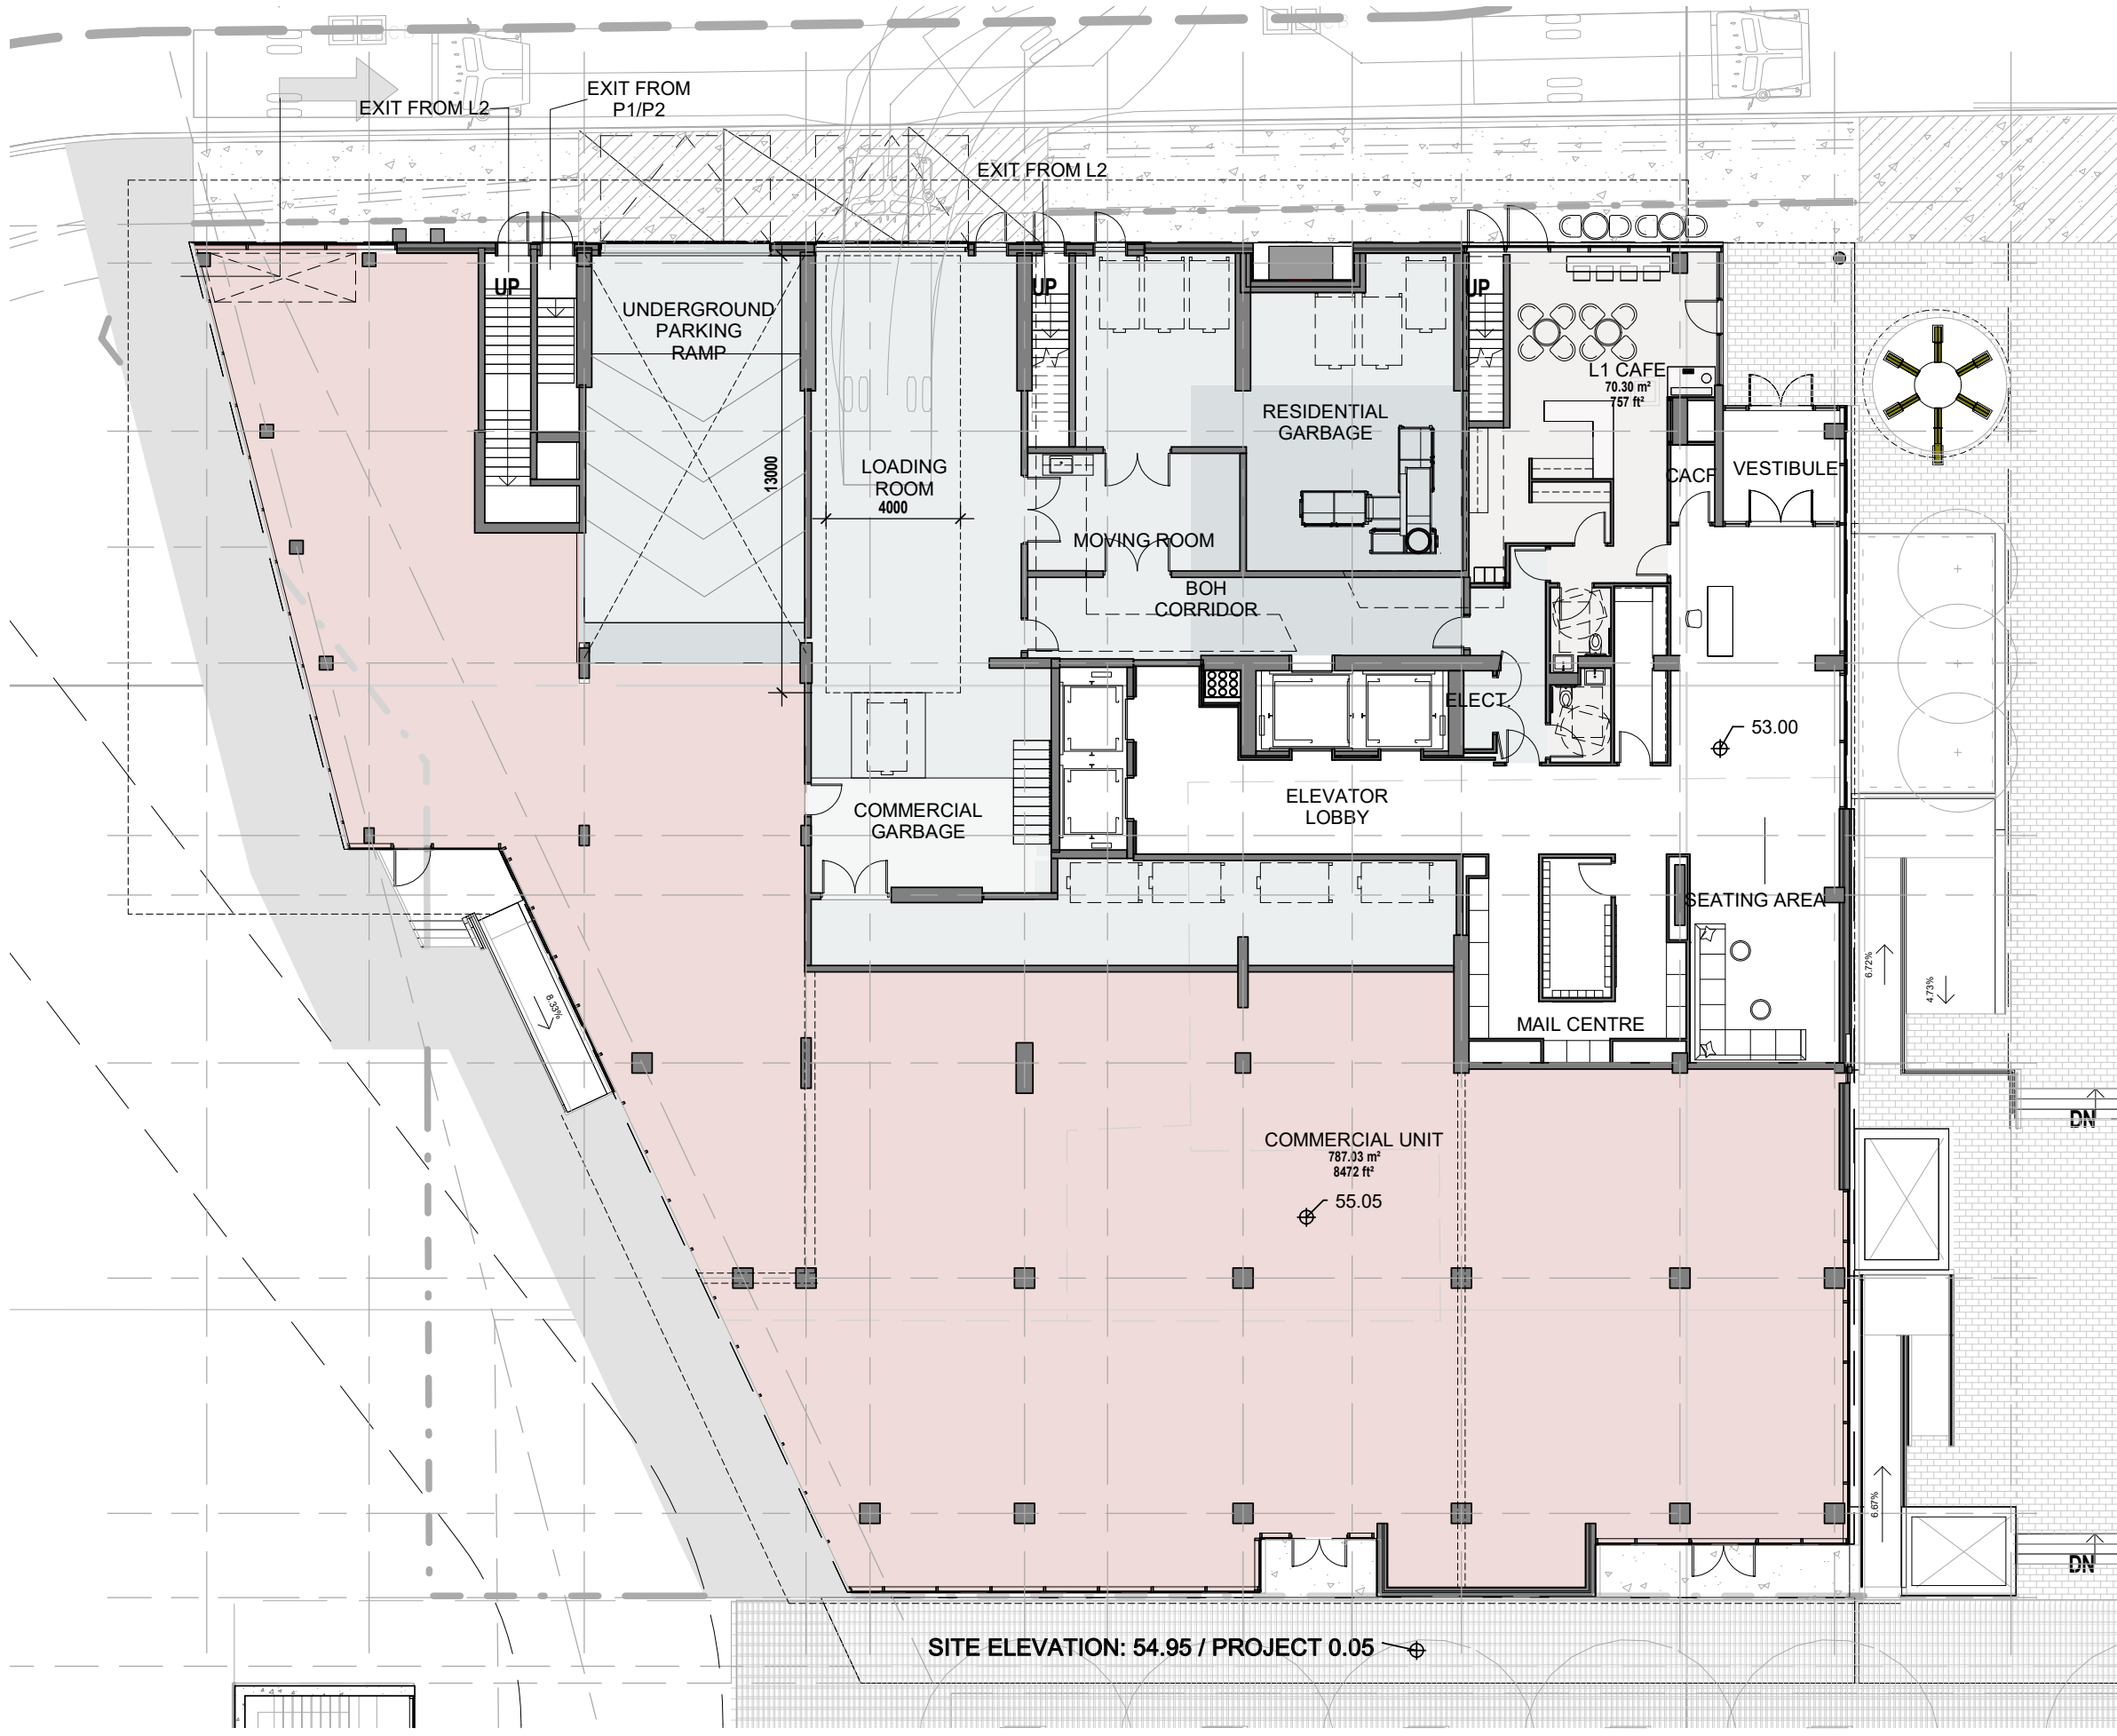 EXIT FROM L2
EXIT FROM
P1/P2
EXIT FROM L2
UP
UP
UP
UNDERGROUND
PARKING
RAMP
L1 CAFE
70.30 m²
757 ft²
RESIDENTIAL
GARBAGE
LOADING
ROOM
4000
13000
CACF
VESTIBULE
MOVING ROOM
BOH
CORRIDOR
ELECT.
53.00
ELEVATOR
LOBBY
COMMERCIAL
GARBAGE
SEATING AREA
6.72%
4.73%
8.33%
MAIL CENTRE
DN
COMMERCIAL UNIT
787.03 m²
8472 ft²
55.05
6.67%
DN
SITE ELEVATION: 54.95 / PROJECT 0.05